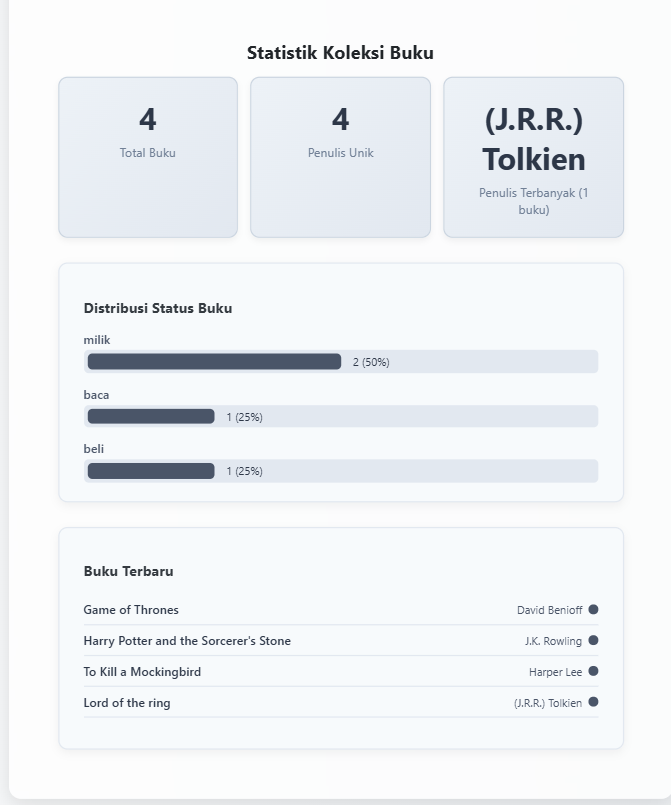 Statistik Koleksi Buku
4
Total Buku
4
Penulis Unik
(J.R.R.)
Tolkien
Penulis Terbanyak (1
buku)
Distribusi Status Buku
milik
2 (50%)
baca
1 (25%)
beli
1 (25%)
Buku Terbaru
Game of Thrones David Benioff
Harry Potter and the Sorcerer's Stone J.K. Rowling
To Kill a Mockingbird Harper Lee
Lord of the ring (J.R.R.) Tolkien